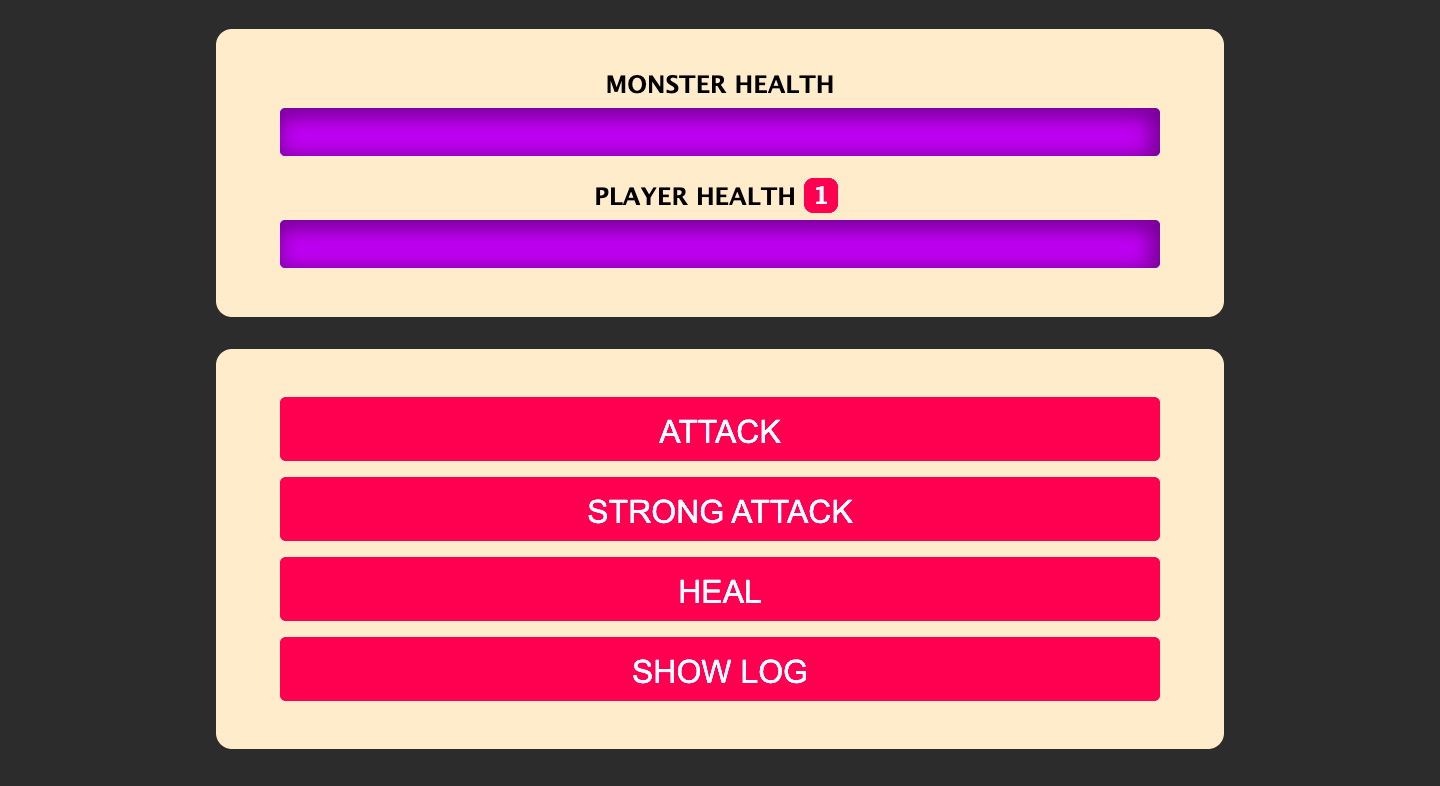 MONSTER HEALTH
PLAYER HEALTH 1
ATTACK
STRONG ATTACK
HEAL
SHOW LOG